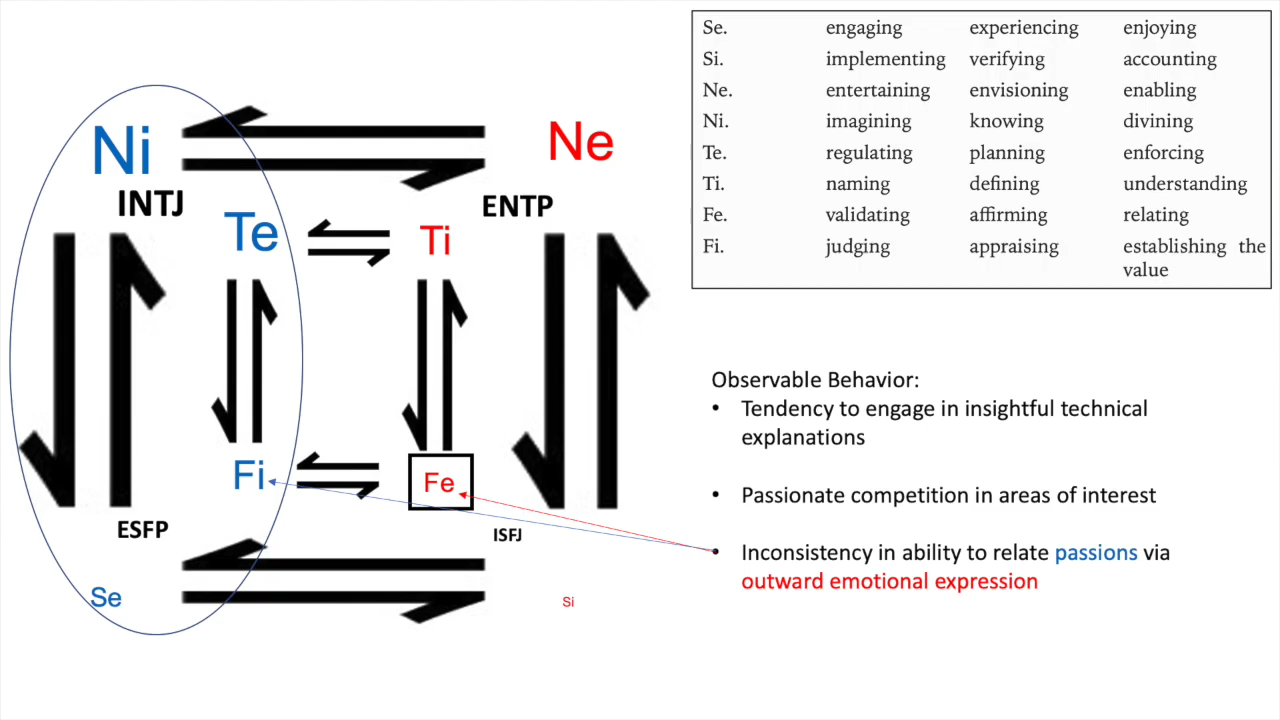 Se. engaging experiencing enjoying
Si. implementing verifying accounting
Ne. entertaining envisioning enabling
Ni. imagining knowing divining
Te. regulating planning enforcing
Ti. naming defining understanding
Fe. validating affirming relating
Fi. judging appraising establishing the
value
Ni
Ne
INTJ
ENTP
Te
Ti
Fi
Fe
ESFP
ISFJ
Se
Si
Observable Behavior:
• Tendency to engage in insightful technical
explanations
• Passionate competition in areas of interest
• Inconsistency in ability to relate passions via
outward emotional expression